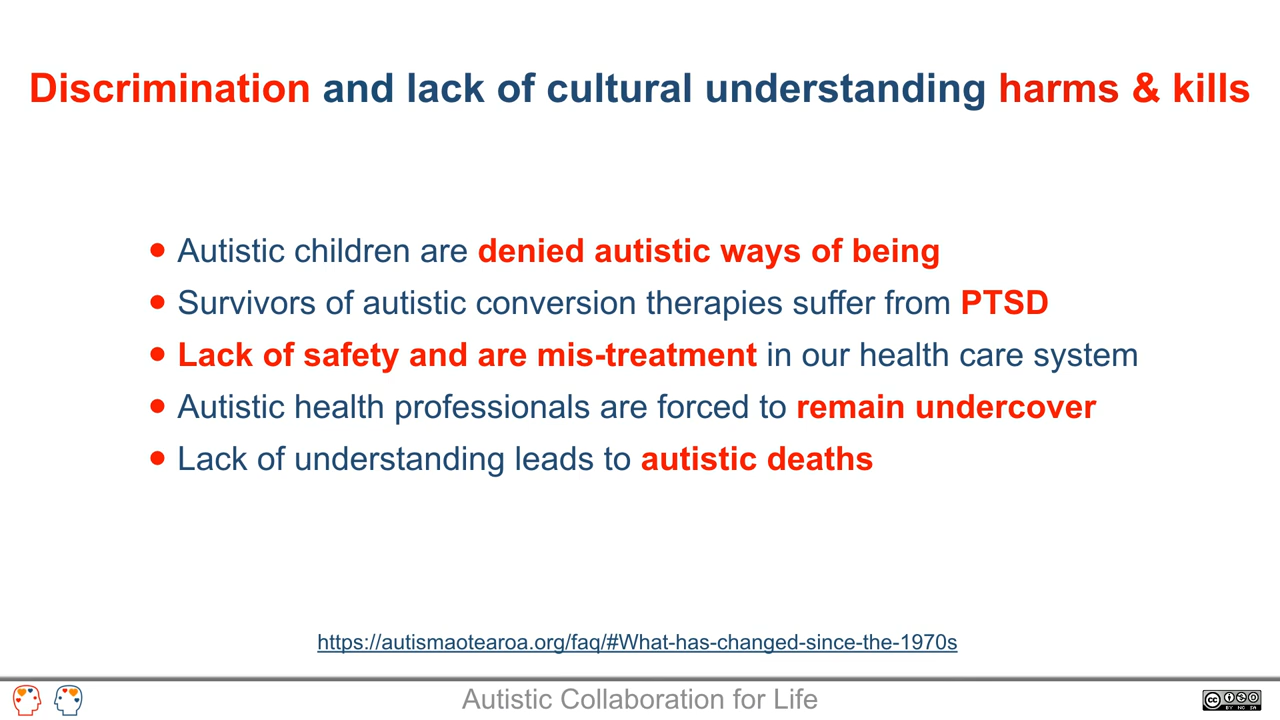 Discrimination and lack of cultural understanding harms & kills
• Autistic children are denied autistic ways of being
• Survivors of autistic conversion therapies suffer from PTSD
• Lack of safety and are mis-treatment in our health care system
• Autistic health professionals are forced to remain undercover
• Lack of understanding leads to autistic deaths
https://autismaotearoa.org/faq/#What-has-changed-since-the-1970s
Autistic Collaboration for Life
BY NC SA